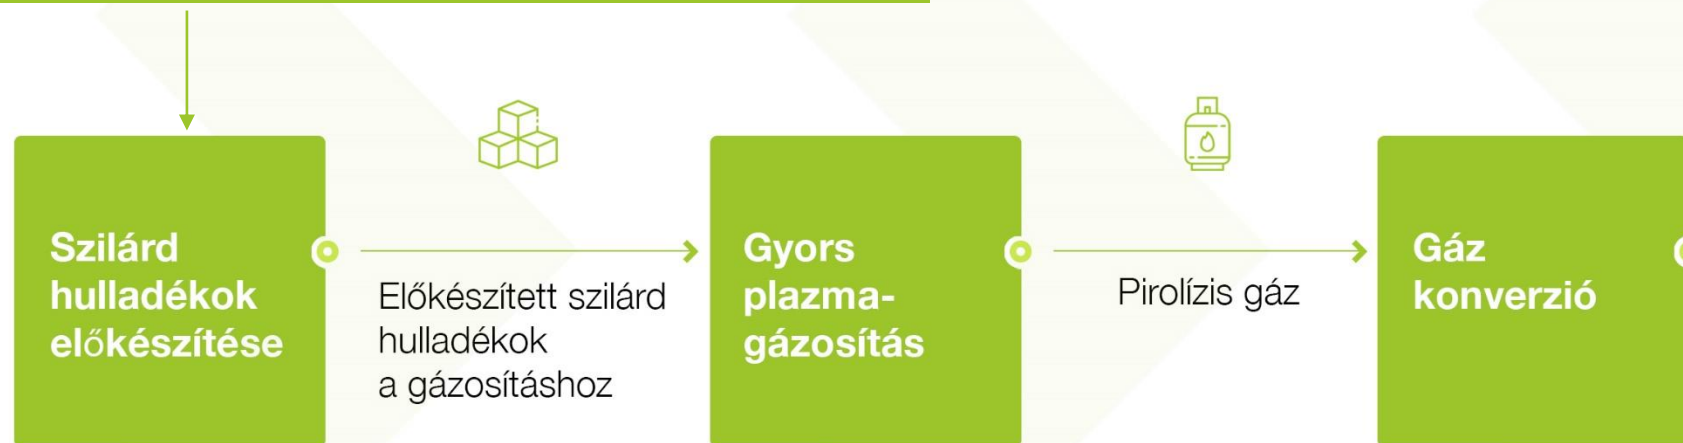 Szilárd
hulladékok
előkészítése
Előkészített szilárd
hulladékok
a gázosításhoz
Gyors
plazma-
gázosítás
Pirolízis gáz
Gáz
konverzió